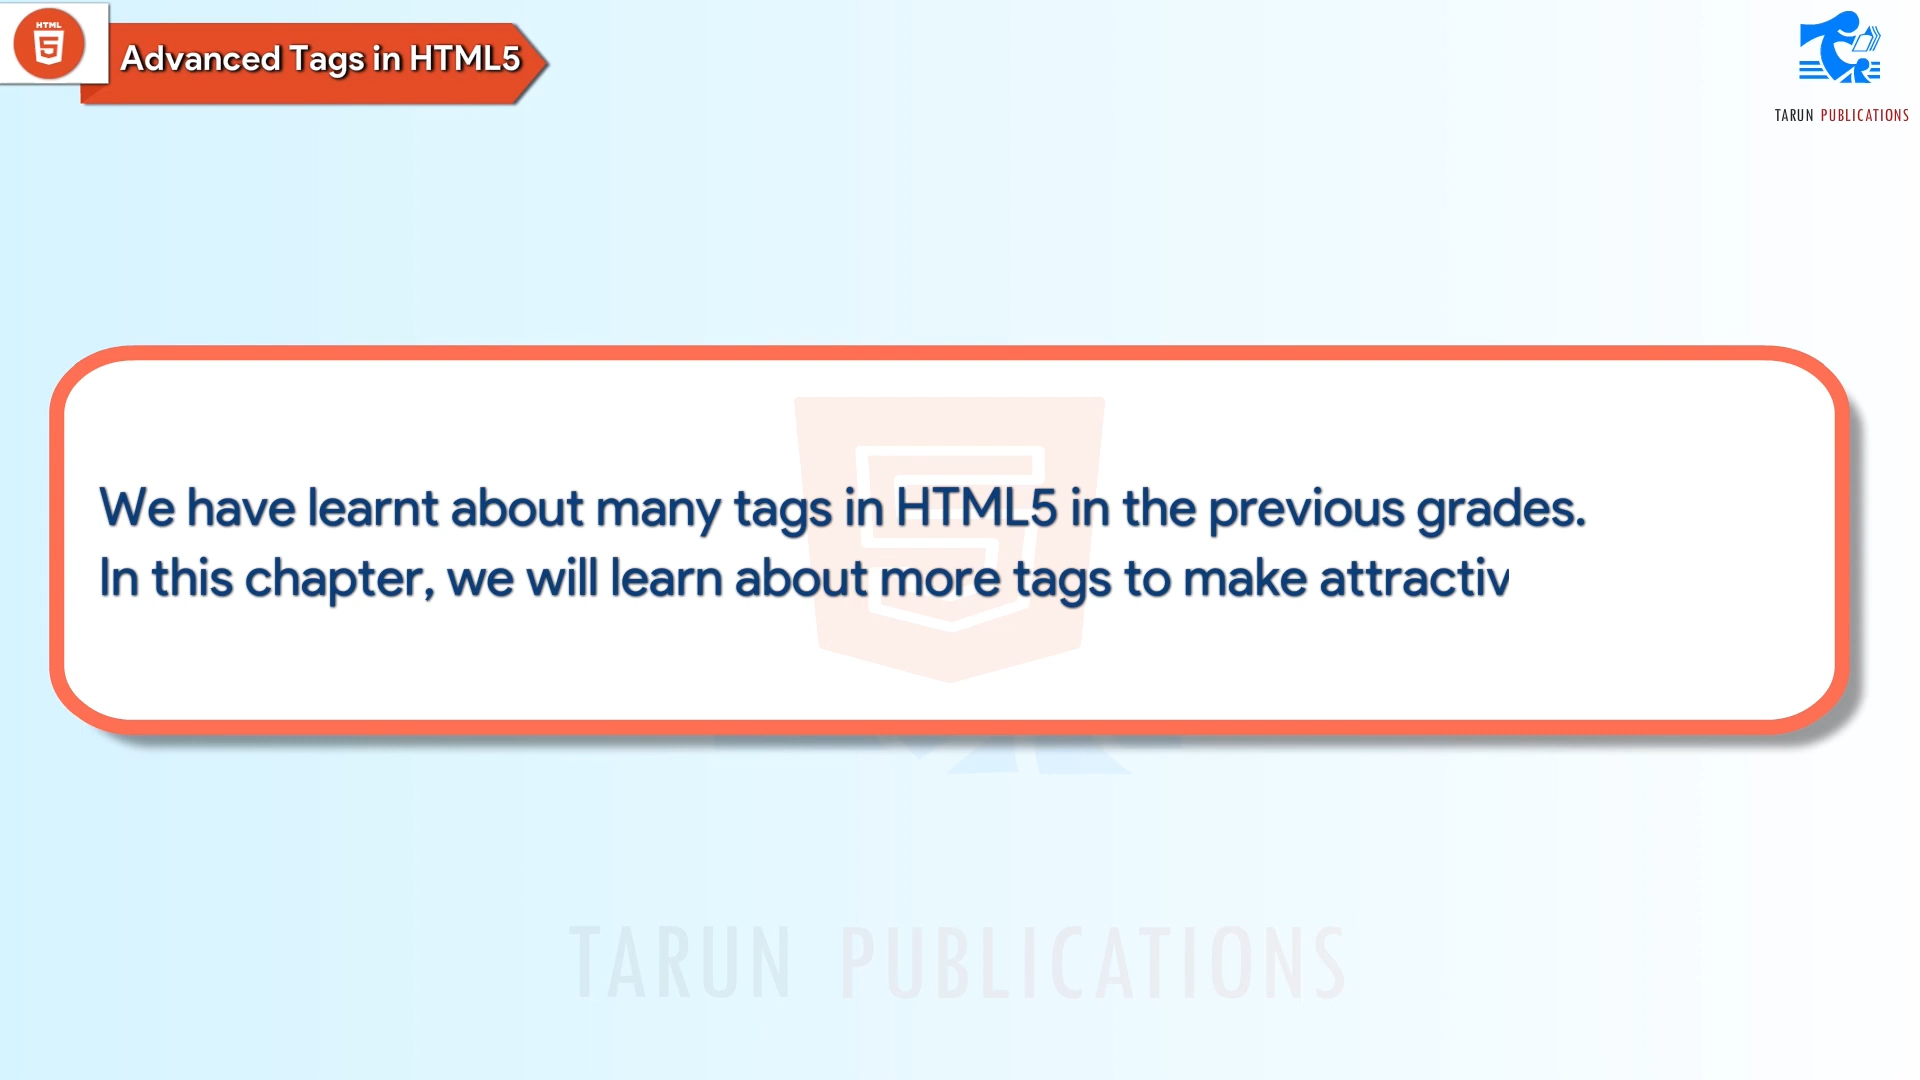 HTML
5
Advanced Tags in HTML5
TARUN PUBLICATIONS
We have learnt about many tags in HTML5 in the previous grades.
In this chapter, we will learn about more tags to make attractiv
TARUN PUBLICATIONS